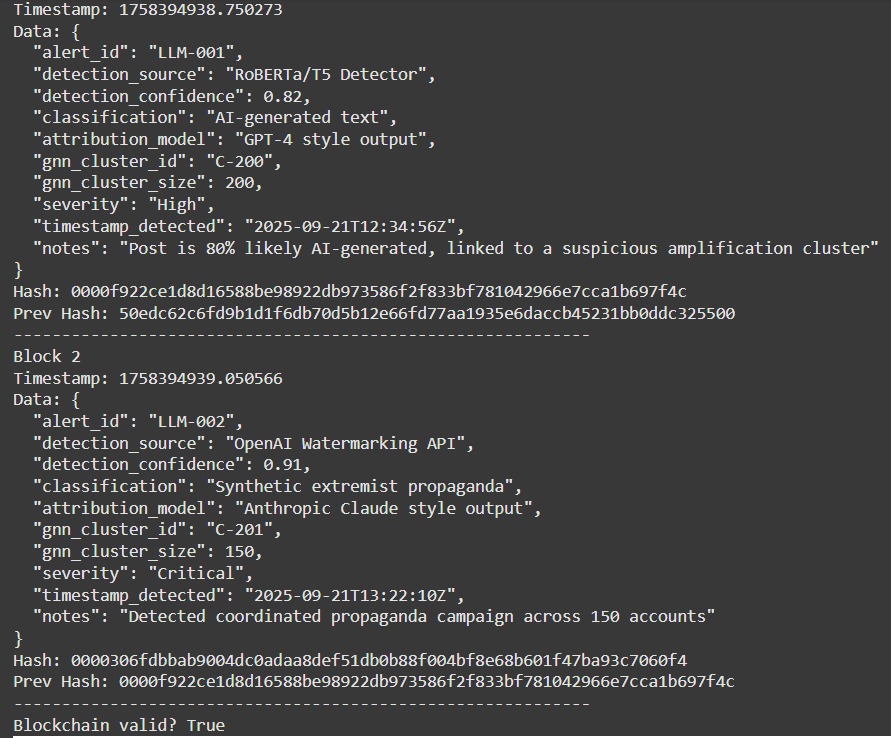 Timestamp: 1758394938.750273
Data: {
  "alert_id": "LLM-001",
  "detection_source": "RoBERTa/T5 Detector",
  "detection_confidence": 0.82,
  "classification": "AI-generated text",
  "attribution_model": "GPT-4 style output",
  "gnn_cluster_id": "C-200",
  "gnn_cluster_size": 200,
  "severity": "High",
  "timestamp_detected": "2025-09-21T12:34:56Z",
  "notes": "Post is 80% likely AI-generated, linked to a suspicious amplification cluster"
}
Hash: 0000f922ce1d8d16588be98922db973586f2f833bf781042966e7cca1b697f4c
Prev Hash: 50edc62c6fd9b1d1f6db70d5b12e66fd77aa1935e6daccb45231bb0ddc325500
------------------------------------------------------------
Block 2
Timestamp: 1758394939.050566
Data: {
  "alert_id": "LLM-002",
  "detection_source": "OpenAI Watermarking API",
  "detection_confidence": 0.91,
  "classification": "Synthetic extremist propaganda",
  "attribution_model": "Anthropic Claude style output",
  "gnn_cluster_id": "C-201",
  "gnn_cluster_size": 150,
  "severity": "Critical",
  "timestamp_detected": "2025-09-21T13:22:10Z",
  "notes": "Detected coordinated propaganda campaign across 150 accounts"
}
Hash: 0000306fdbbab9004dc0adaa8def51db0b88f004bf8e68b601f47ba93c7060f4
Prev Hash: 0000f922ce1d8d16588be98922db973586f2f833bf781042966e7cca1b697f4c
------------------------------------------------------------
Blockchain valid? True